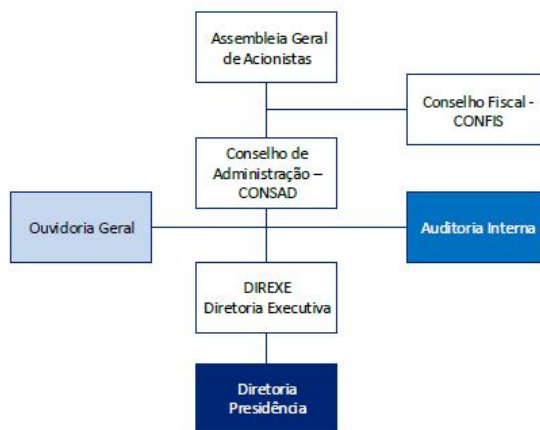 Assembleia Geral
de Acionistas
Conselho Fiscal -
CONFIS
Conselho de
Administração –
CONSAD
Ouvidoria Geral
Auditoria Interna
DIREXE
Diretoria Executiva
Diretoria
Presidência